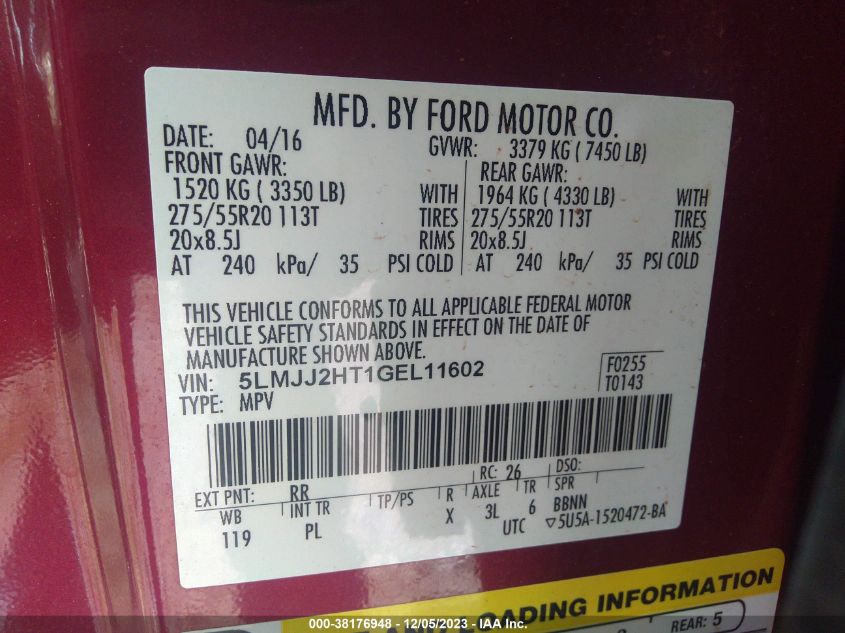 MFD. BY FORD MOTOR CO.
DATE: 04/16 GVWR: 3379 KG ( 7450 LB)
FRONT GAWR: REAR GAWR:
1520 KG ( 3350 LB) WITH 1964 KG ( 4330 LB) WITH
275/55R20 113T TIRES 275/55R20 113T TIRES
20x8.5J RIMS 20x8.5J RIMS
AT 240 kPa/ 35 PSI COLD AT 240 kPa/ 35 PSI COLD
THIS VEHICLE CONFORMS TO ALL APPLICABLE FEDERAL MOTOR
VEHICLE SAFETY STANDARDS IN EFFECT ON THE DATE OF
MANUFACTURE SHOWN ABOVE.
VIN: 5LMJJ2HT1GEL11602 F0255
TYPE: MPV T0143
EXT PNT: RR RC: 26 DSO:
WB INT TR TP/PS R AXLE TR SPR
119 PL X 3L 6 BBNN
UTC ▽5U5A-1520472-BA
AND LOADING INFORMATION
REAR: 5
000-38176948 - 12/05/2023 - IAA Inc.